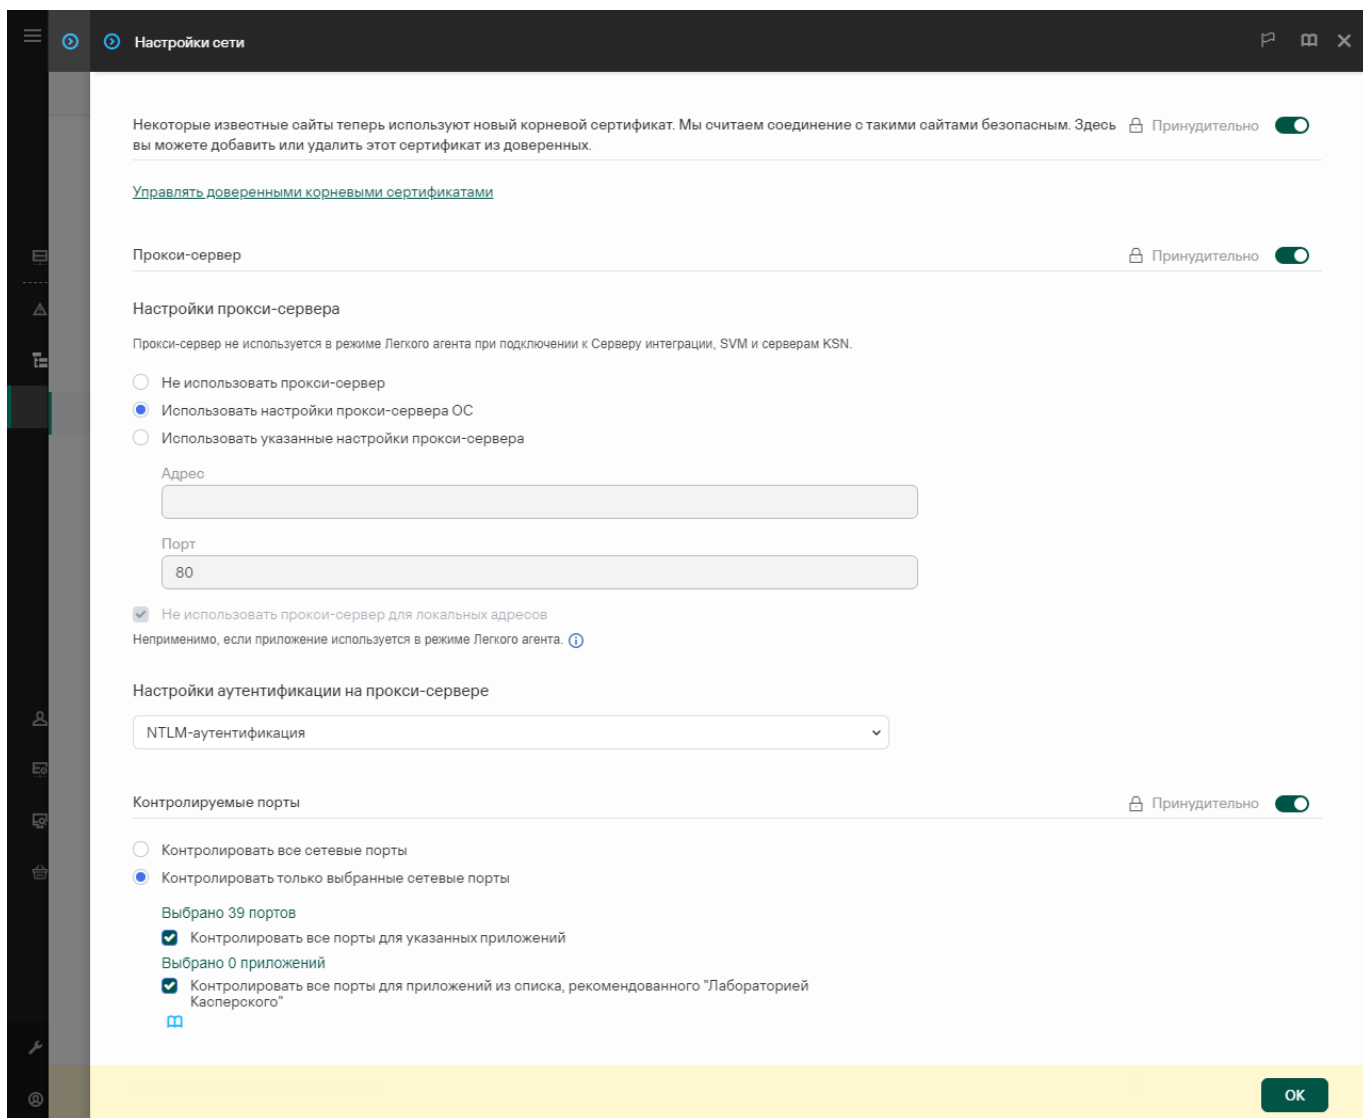 Настройки сети
Некоторые известные сайты теперь используют новый корневой сертификат. Мы считаем соединение с такими сайтами безопасным. Здесь
вы можете добавить или удалить этот сертификат из доверенных.
Принудительно
Управлять доверенными корневыми сертификатами
Прокси-сервер
Принудительно
Настройки прокси-сервера
Прокси-сервер не используется в режиме Легкого агента при подключении к Серверу интеграции, SVM и серверам KSN.
Не использовать прокси-сервер
Использовать настройки прокси-сервера ОС
Использовать указанные настройки прокси-сервера
Адрес
Порт
80
Не использовать прокси-сервер для локальных адресов
Неприменимо, если приложение используется в режиме Легкого агента.
Настройки аутентификации на прокси-сервере
NTLM-аутентификация
Контролируемые порты
Принудительно
Контролировать все сетевые порты
Контролировать только выбранные сетевые порты
Выбрано 39 портов
Контролировать все порты для указанных приложений
Выбрано 0 приложений
Контролировать все порты для приложений из списка, рекомендованного "Лабораторией
Касперского"
ОК